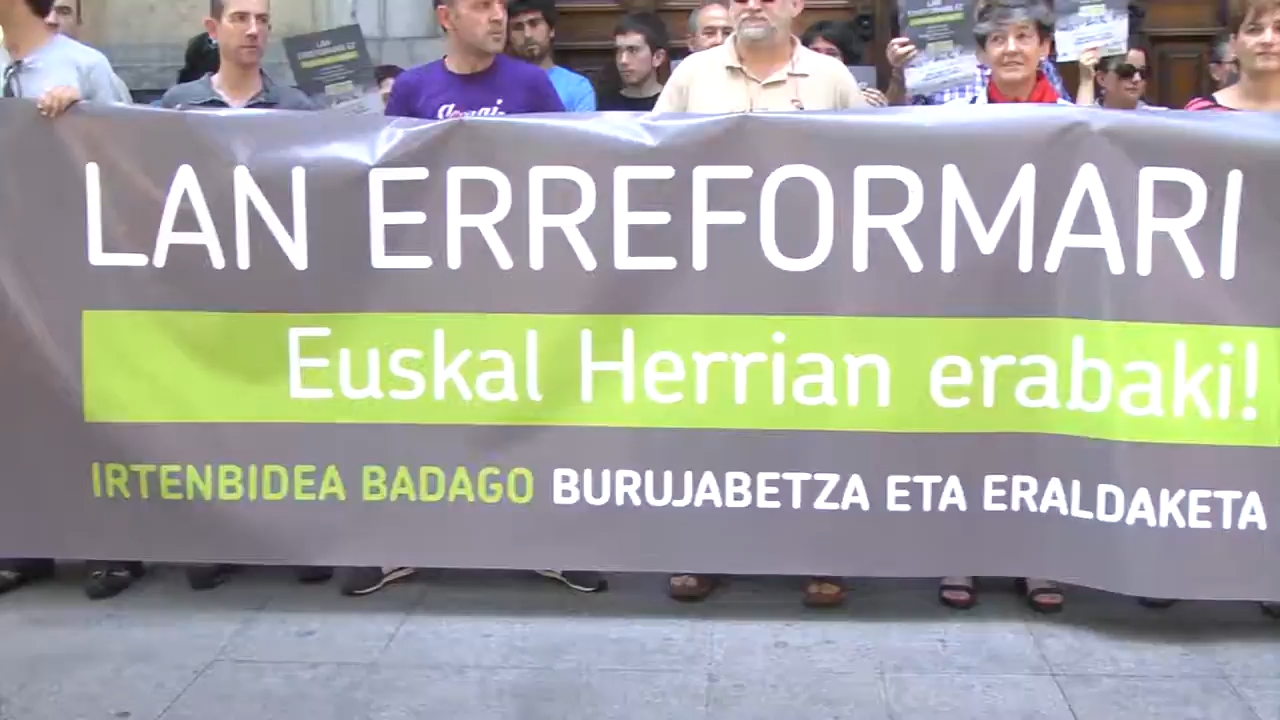 LAN ERREFORMARI
Euskal Herrian erabaki!
IRTENBIDEA BADAGO BURUJABETZA ETA ERALDAKETA